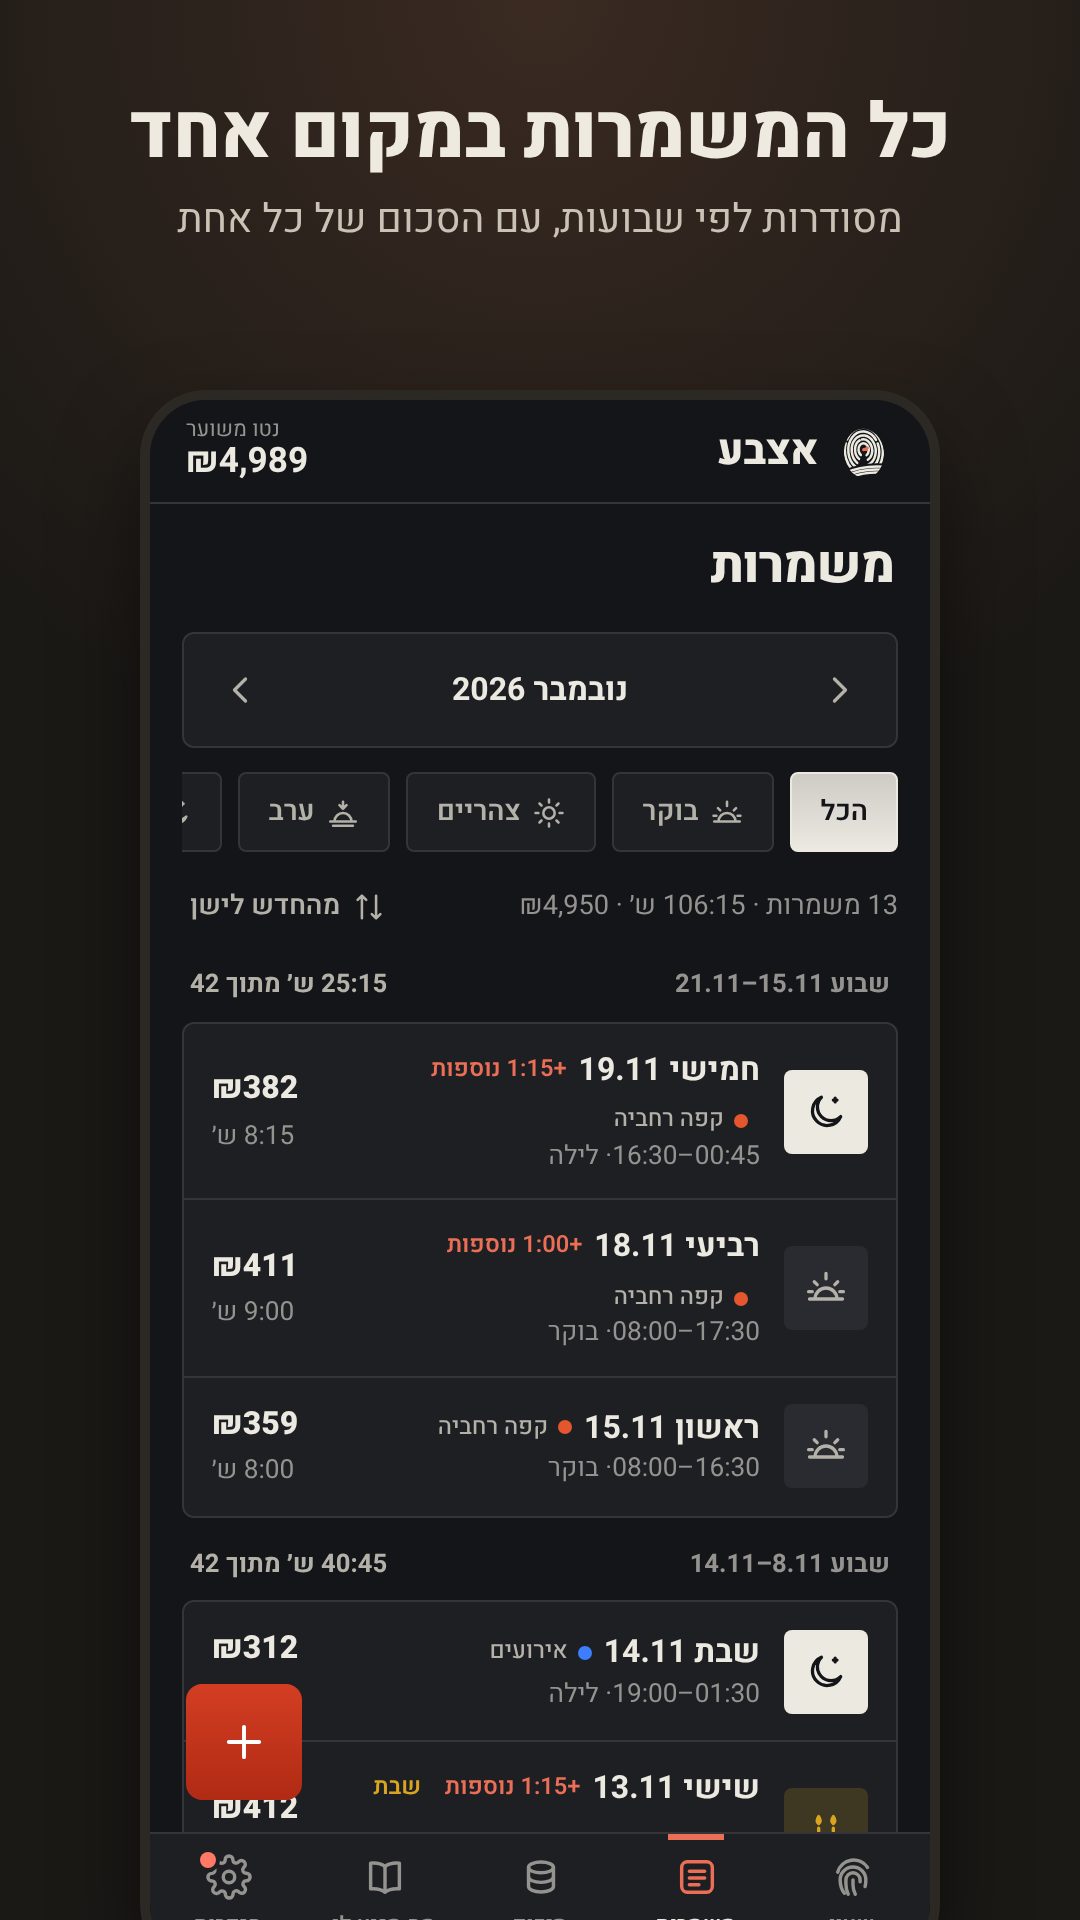 כל המשמרות במקום אחד
מסודרות לפי שבועות, עם הסכום של כל אחת
אצבע
נטו משוער
₪4,989
משמרות
נובמבר 2026
הכל
בוקר
צהריים
ערב
13 משמרות · 106:15 ש׳ · ₪4,950
מהחדש לישן
שבוע 15.11–21.11
25:15 ש׳ מתוך 42
חמישי 19.11 +1:15 נוספות
קפה רחביה
16:30–00:45· לילה
₪382
8:15 ש׳
רביעי 18.11 +1:00 נוספות
קפה רחביה
08:00–17:30· בוקר
₪411
9:00 ש׳
ראשון 15.11 קפה רחביה
08:00–16:30· בוקר
₪359
8:00 ש׳
שבוע 8.11–14.11
40:45 ש׳ מתוך 42
שבת 14.11 אירועים
19:00–01:30· לילה
₪312
שישי 13.11 +1:15 נוספות שבת
₪412